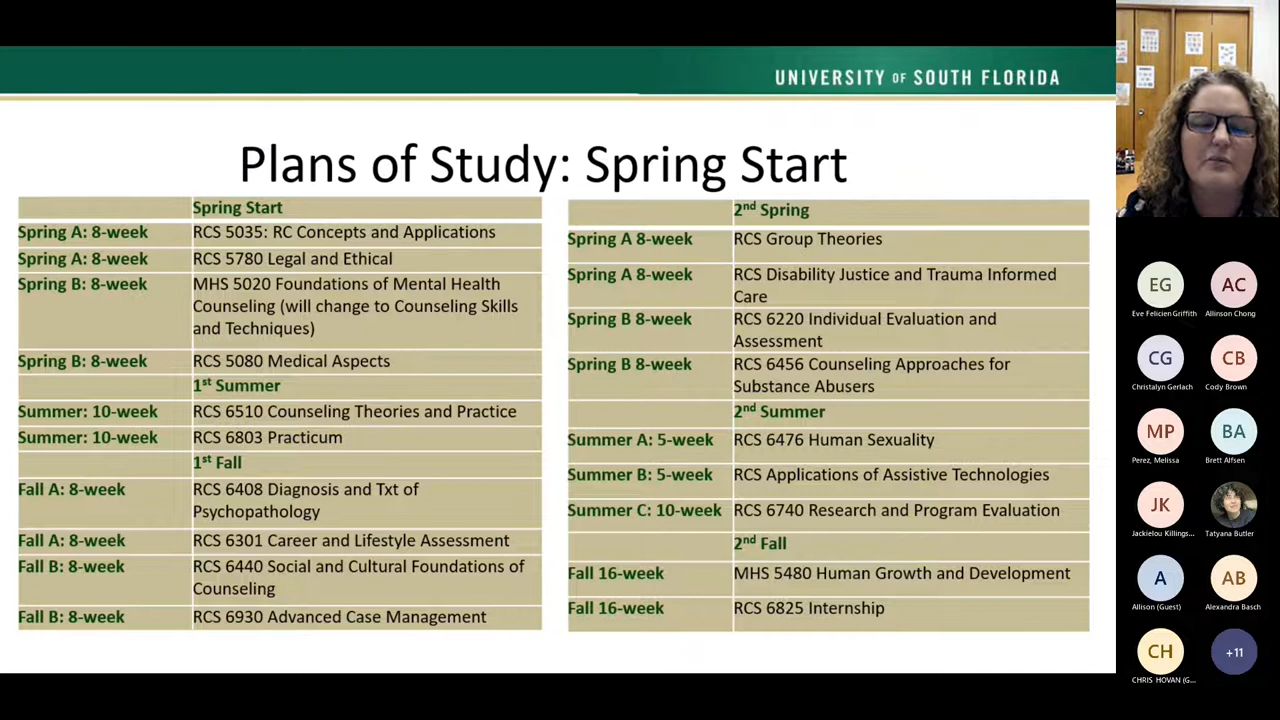 UNIVERSITY OF SOUTH FLORIDA
Plans of Study: Spring Start
Spring Start
Spring A: 8-week RCS 5035: RC Concepts and Applications
Spring A: 8-week RCS 5780 Legal and Ethical
Spring B: 8-week MHS 5020 Foundations of Mental Health
Counseling (will change to Counseling Skills
and Techniques)
Spring B: 8-week RCS 5080 Medical Aspects
1st Summer
Summer: 10-week RCS 6510 Counseling Theories and Practice
Summer: 10-week RCS 6803 Practicum
1st Fall
Fall A: 8-week RCS 6408 Diagnosis and Txt of
Psychopathology
Fall A: 8-week RCS 6301 Career and Lifestyle Assessment
Fall B: 8-week RCS 6440 Social and Cultural Foundations of
Counseling
Fall B: 8-week RCS 6930 Advanced Case Management
2nd Spring
Spring A 8-week RCS Group Theories
Spring A 8-week RCS Disability Justice and Trauma Informed
Care
Spring B 8-week RCS 6220 Individual Evaluation and
Assessment
Spring B 8-week RCS 6456 Counseling Approaches for
Substance Abusers
2nd Summer
Summer A: 5-week RCS 6476 Human Sexuality
Summer B: 5-week RCS Applications of Assistive Technologies
Summer C: 10-week RCS 6740 Research and Program Evaluation
2nd Fall
Fall 16-week MHS 5480 Human Growth and Development
Fall 16-week RCS 6825 Internship
EG AC
Eve Felicien Griffith Allinson Chong
CG CB
Christalyn Gerlach Cody Brown
MP BA
Perez, Melissa Brett Alfsen
JK
Jackielou Killings... Tatyana Butler
A AB
Allison (Guest) Alexandra Basch
CH +11
CHRIS HOVAN (G...